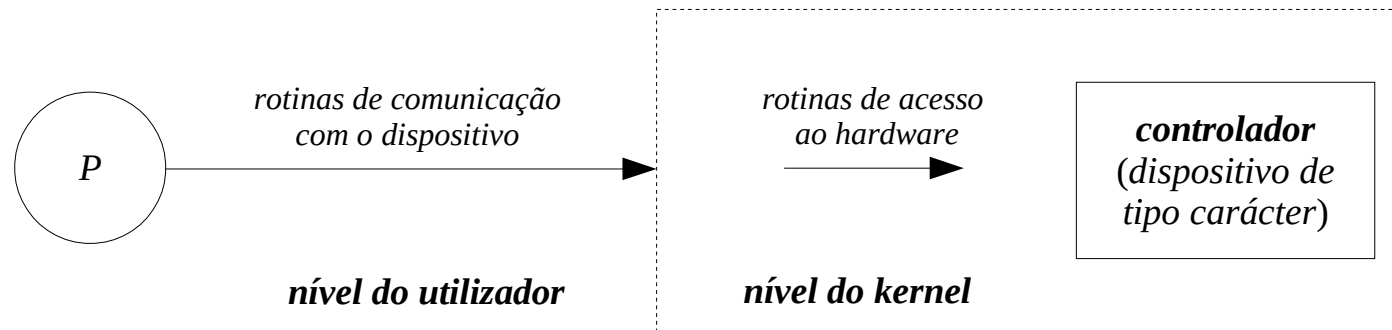 P
rotinas de comunicação
com o dispositivo
rotinas de acesso
ao hardware
controlador
(dispositivo de
tipo carácter)
nível do utilizador
nível do kernel